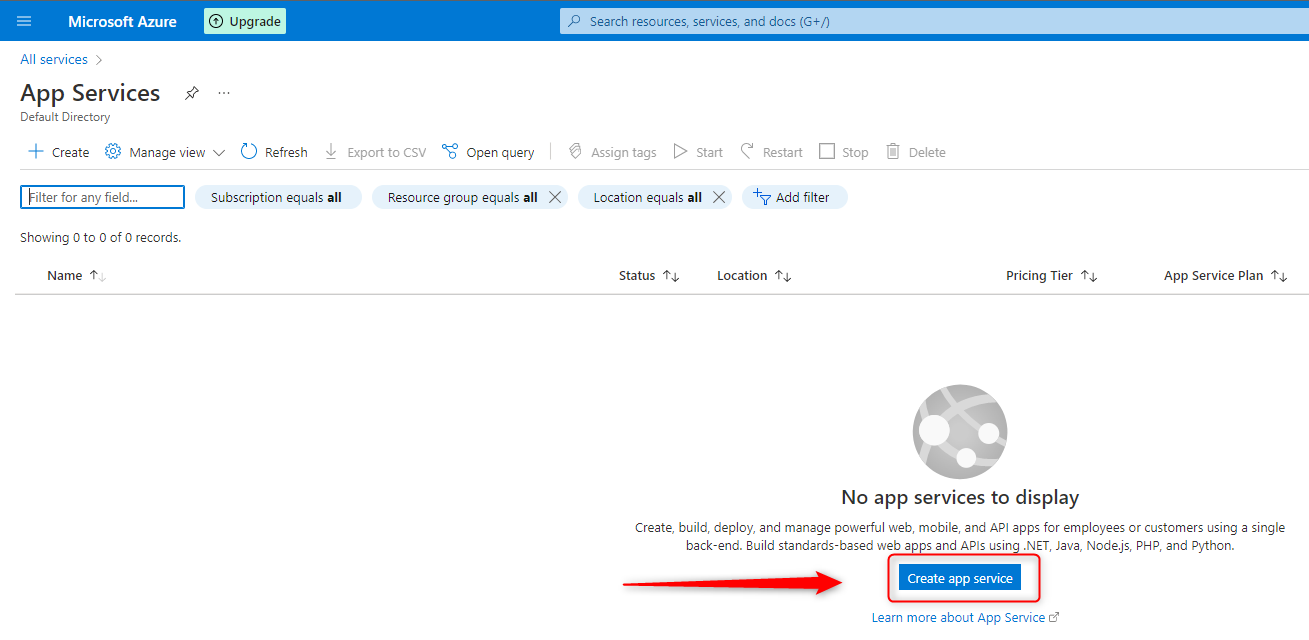 Microsoft Azure
Upgrade
Search resources, services, and docs (G+/)
All services
App Services
...
Default Directory
Create
Manage view
Refresh
Export to CSV
Open query
Assign tags
Start
Restart
Stop
Delete
Filter for any field...
Subscription equals all
Resource group equals all
Location equals all
Add filter
Showing 0 to 0 of 0 records.
Name
Status
Location
Pricing Tier
App Service Plan
No app services to display
Create, build, deploy, and manage powerful web, mobile, and API apps for employees or customers using a single
back-end. Build standards-based web apps and APIs using .NET, Java, Node.js, PHP, and Python.
Create app service
Learn more about App Service